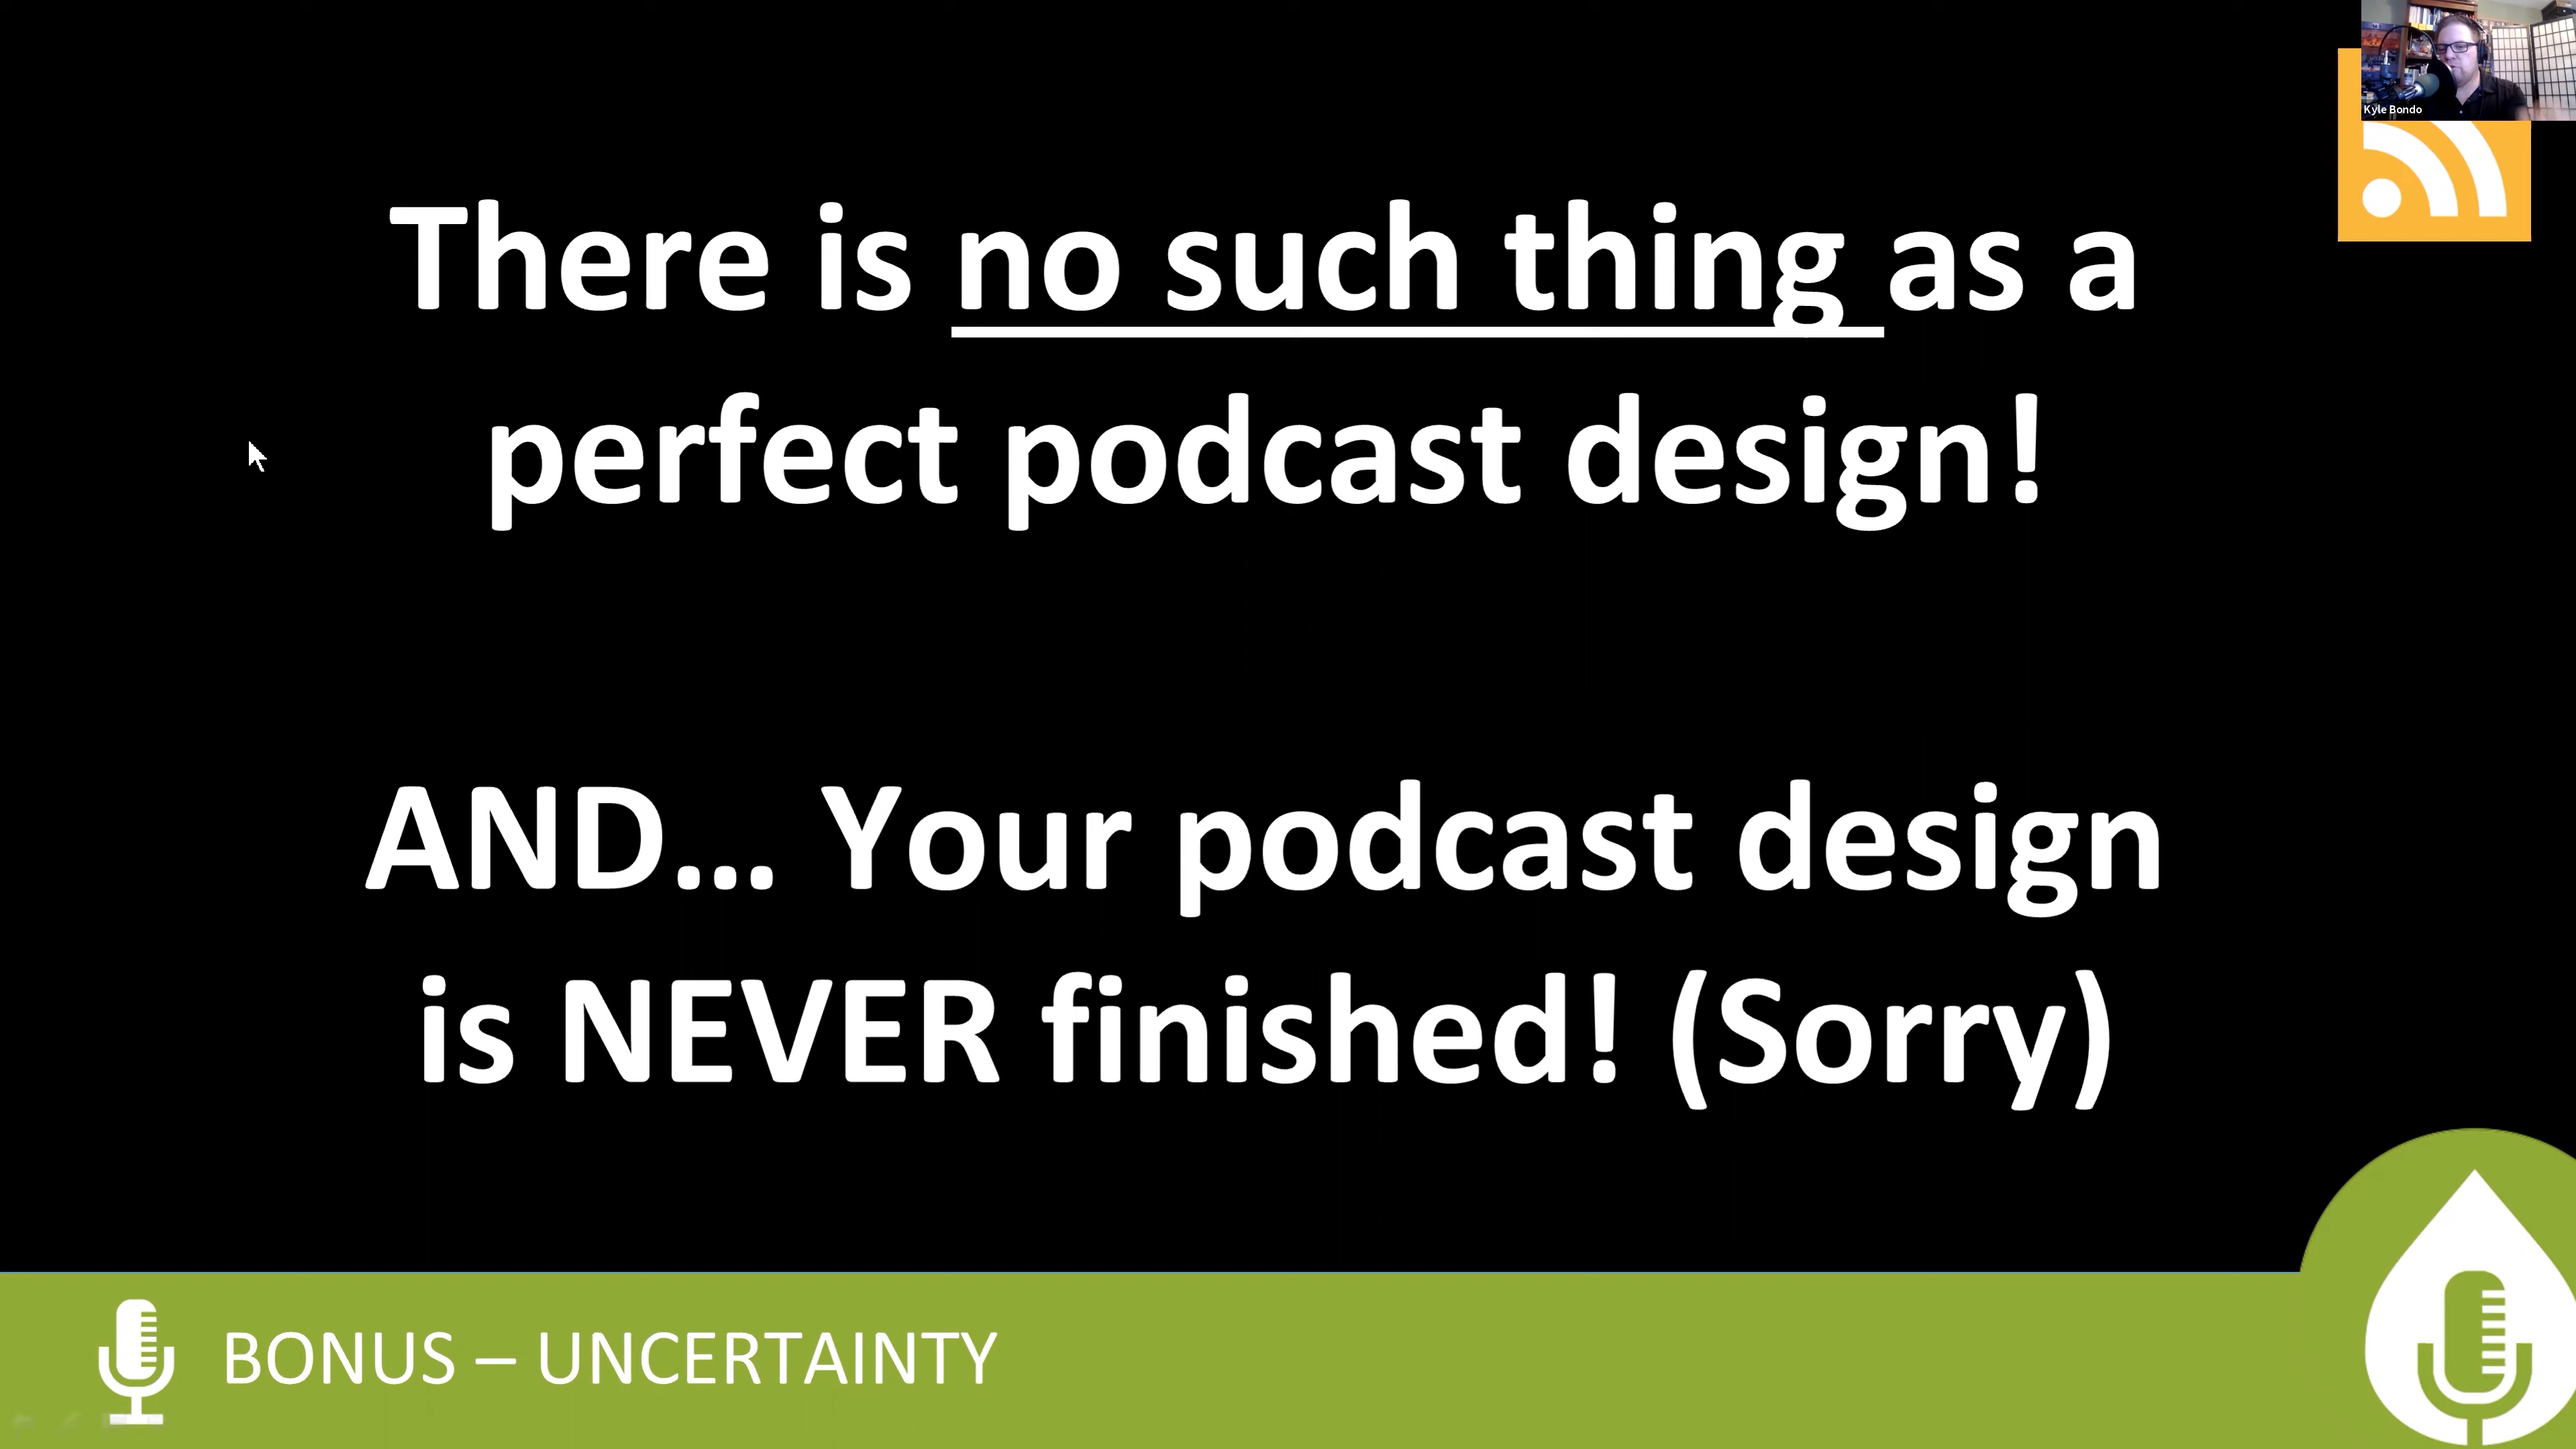 Kyle Bondo
There is no such thing as a
perfect podcast design!
AND... Your podcast design
is NEVER finished! (Sorry)
BONUS – UNCERTAINTY